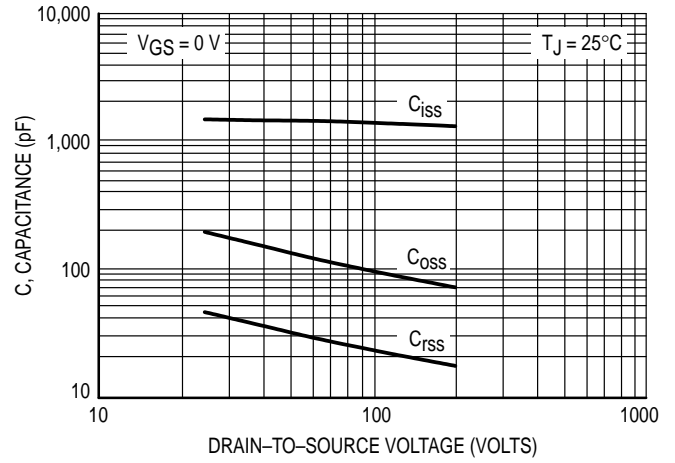 10,000
VGS = 0 V
TJ = 25°C
Ciss
1,000
C, CAPACITANCE (pF)
100
Coss
Crss
10
10
100
1000
DRAIN–TO–SOURCE VOLTAGE (VOLTS)